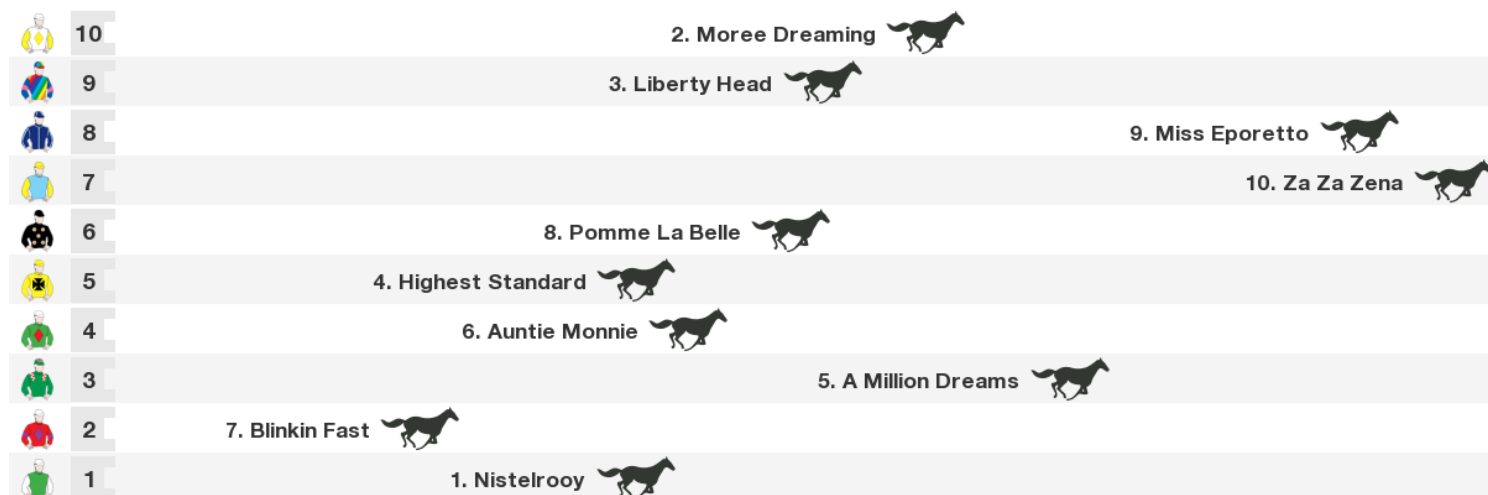 10 2. Moree Dreaming
9 3. Liberty Head
8 9. Miss Eporetto
7 10. Za Za Zena
6 8. Pomme La Belle
5 4. Highest Standard
4 6. Auntie Monnie
3 5. A Million Dreams
2 7. Blinkin Fast
1 1. Nistelrooy